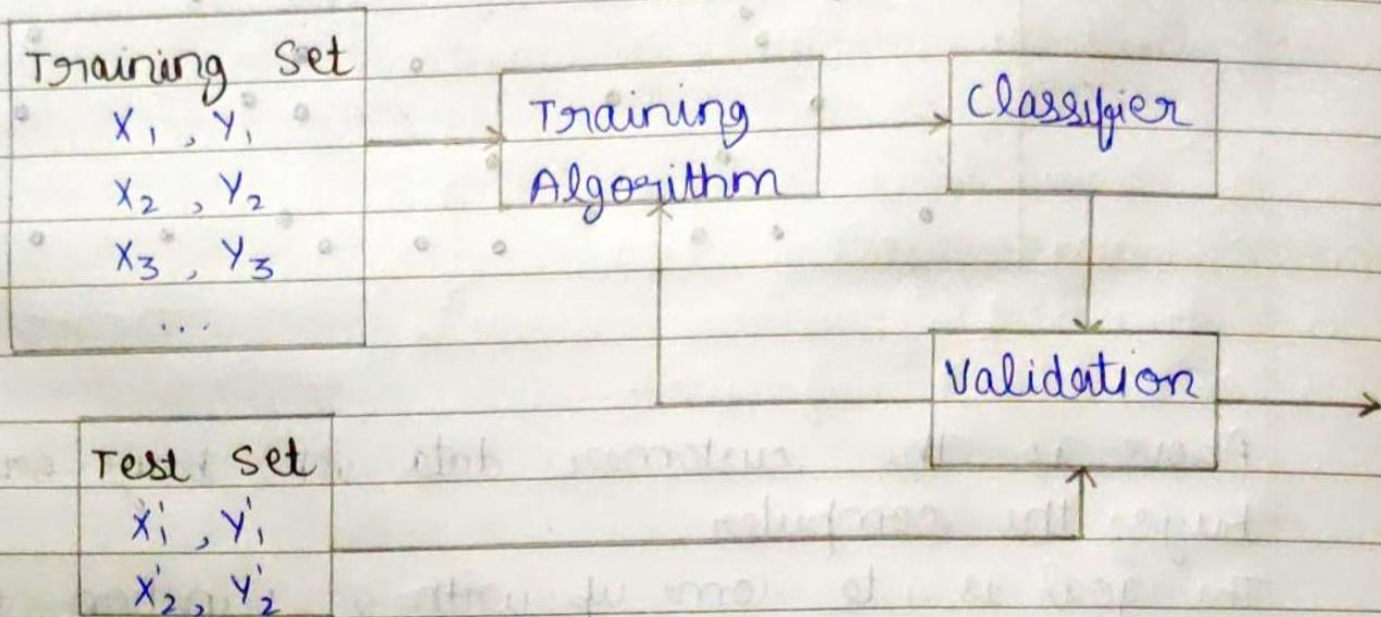 Training Set
X₁ , Y₁
X₂ , Y₂
X₃ , Y₃
...
Training
Algorithm
Classifier
Validation
Test set
X'₁ , Y'₁
X'₂ , Y'₂